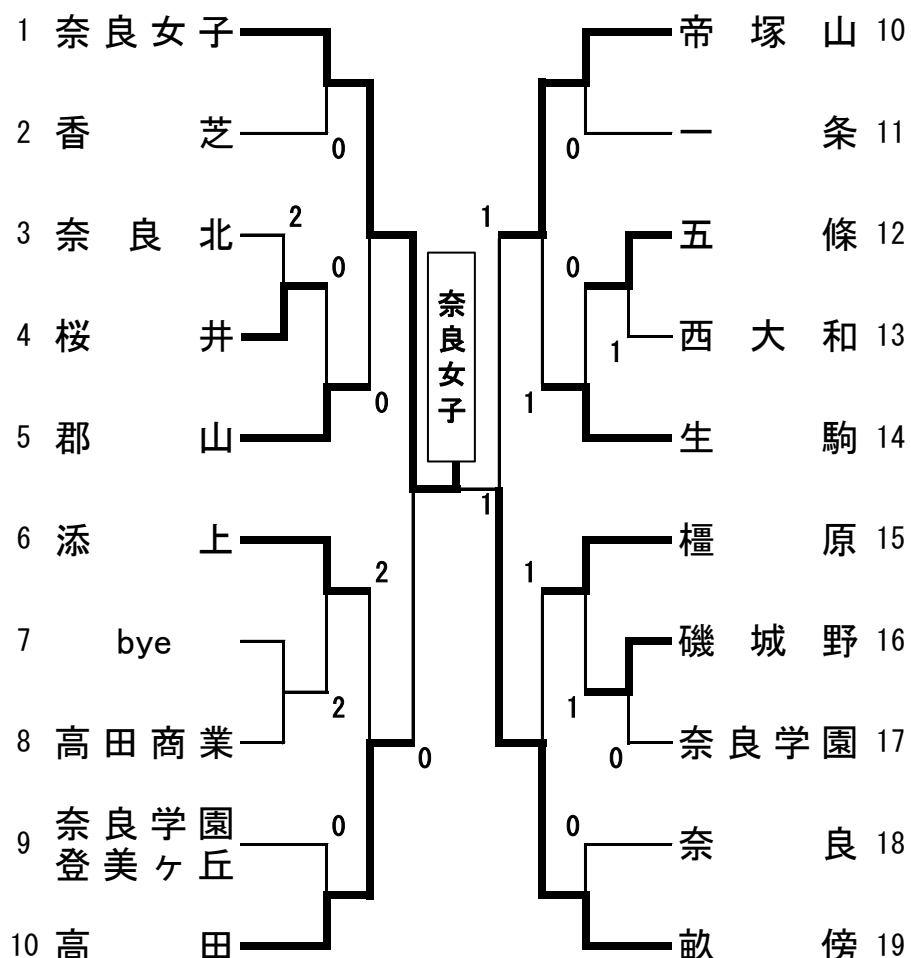 1 奈良女子
2 香芝
3 奈良北
4 桜井
5 郡山
6 添上
7 bye
8 高田商業
9 奈良学園
登美ヶ丘
10 高田
0
2
0
0
2
2
0
0
奈良女子
1
1
0
0
1
1
1
1
0
0
帝塚山 10
一条 11
五條 12
西大和 13
生駒 14
橿原 15
磯城野 16
奈良学園 17
奈良 18
畝傍 19